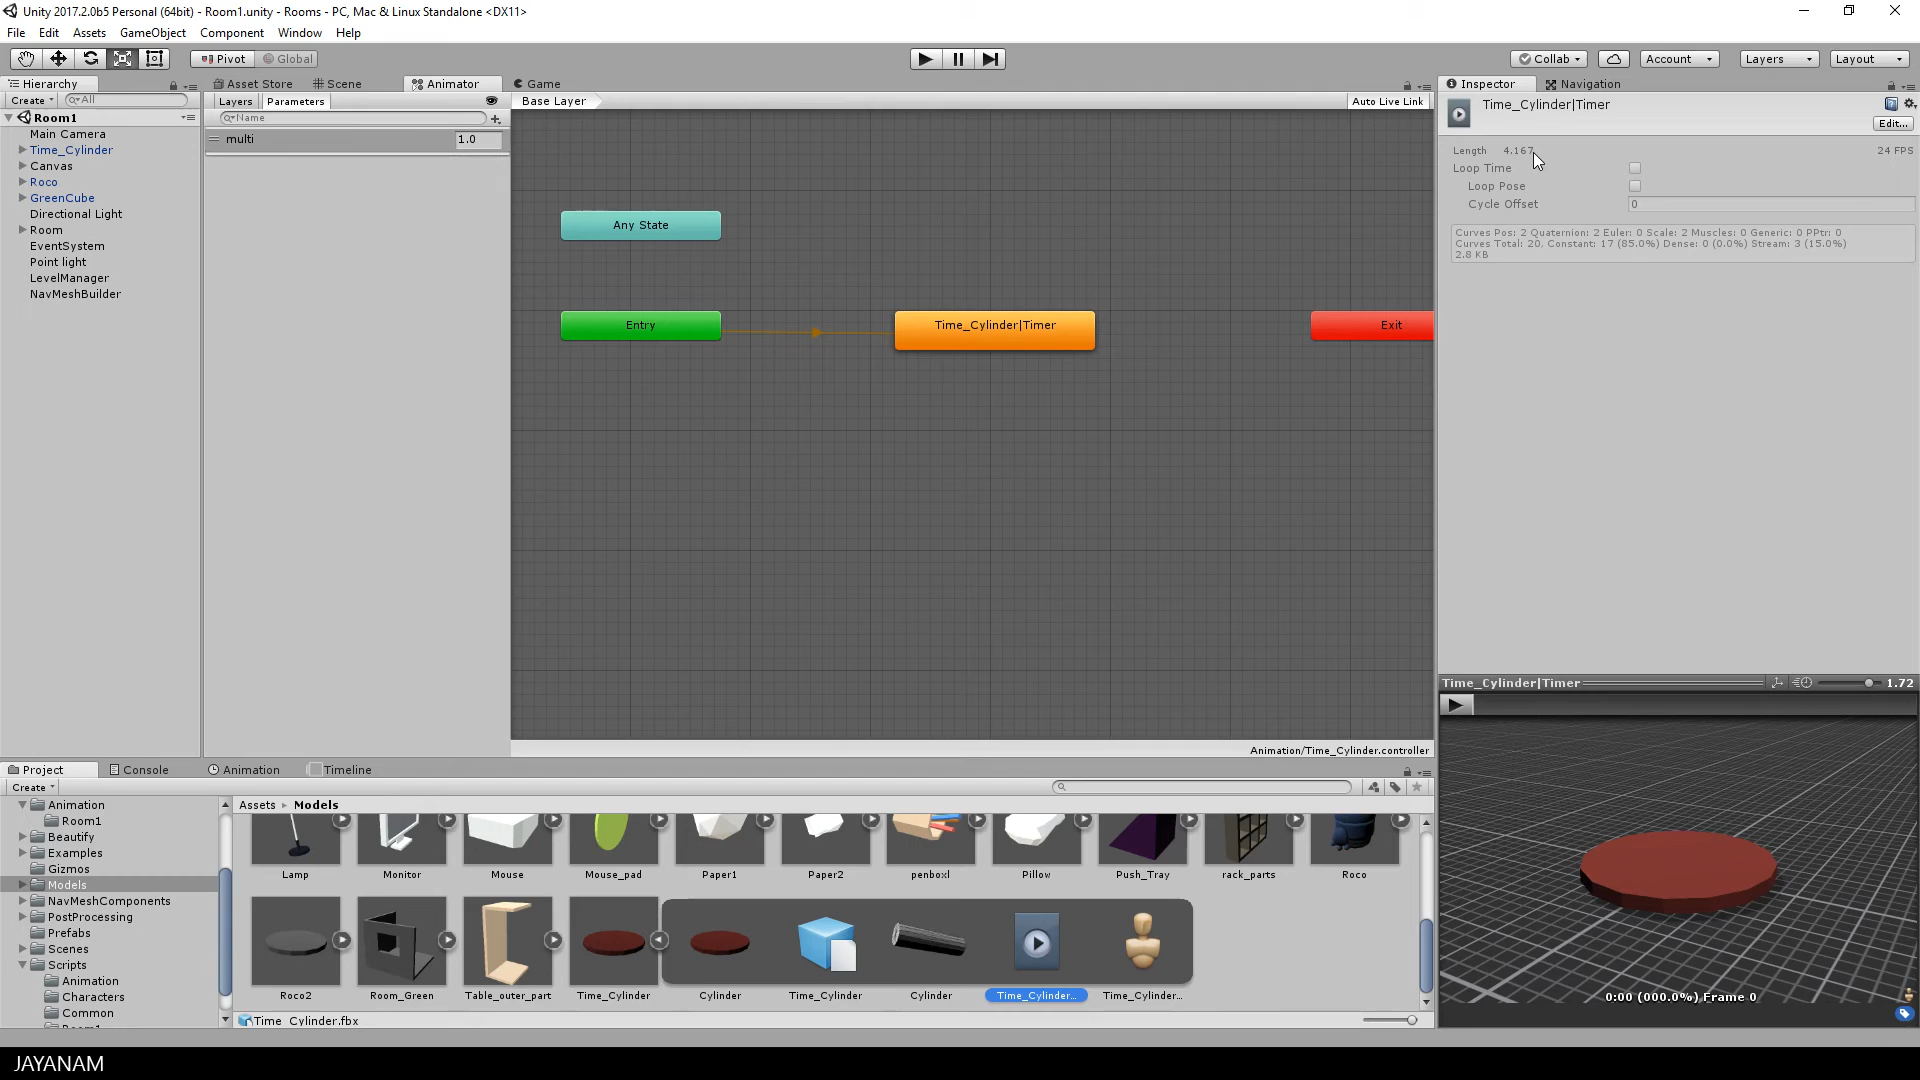 Unity 2017.2.0b5 Personal (64bit) - Room1.unity - Rooms - PC, Mac & Linux Standalone <DX11>
File Edit Assets GameObject Component Window Help
Pivot Global Collab Account Layers Layout
Hierarchy
Create All
Room1
Main Camera
Time_Cylinder
Canvas
Roco
GreenCube
Directional Light
Room
EventSystem
Point light
LevelManager
NavMeshBuilder
Asset Store Scene Animator Game
Layers Parameters
Name
multi 1.0
Base Layer Auto Live Link
Any State
Entry
Time_Cylinder|Timer
Exit
Animation/Time_Cylinder.controller
Inspector Navigation
Time_Cylinder|Timer
Edit...
Length 4.167 24 FPS
Loop Time
Loop Pose
Cycle Offset 0
Curves Pos: 2 Quaternion: 2 Euler: 0 Scale: 2 Muscles: 0 Generic: 0 PPtr: 0
Curves Total: 20, Constant: 17 (85.0%) Dense: 0 (0.0%) Stream: 3 (15.0%)
2.8 KB
Time_Cylinder|Timer 1.72
0:00 (000.0%) Frame 0
Project Console Animation Timeline
Create
Animation
Room1
Beautify
Examples
Gizmos
Models
NavMeshComponents
PostProcessing
Prefabs
Scenes
Scripts
Animation
Characters
Common
Assets Models
Lamp Monitor Mouse Mouse_pad Paper1 Paper2 penboxl Pillow Push_Tray rack_parts Roco
Roco2 Room_Green Table_outer_part Time_Cylinder Cylinder Time_Cylinder Cylinder Time_Cylinder... Time_Cylinder...
Time_Cylinder.fbx
JAYANAM